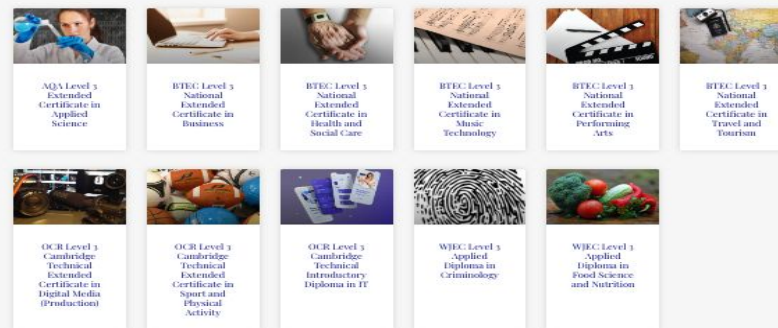 AQA Level 3
Extended
Certificate in
Applied
Science
BTEC Level 3
National
Extended
Certificate in
Business
BTEC Level 3
National
Extended
Certificate in
Health and
Social Care
BTEC Level 3
National
Extended
Certificate in
Music
Technology
BTEC Level 3
National
Extended
Certificate in
Performing
Arts
BTEC Level 3
National
Extended
Certificate in
Travel and
Tourism
OCR Level 3
Cambridge
Technical
Extended
Certificate in
Digital Media
(Production)
OCR Level 3
Cambridge
Technical
Extended
Certificate in
Sport and
Physical
Activity
OCR Level 3
Cambridge
Technical
Introductory
Diploma in IT
WJEC Level 3
Applied
Diploma in
Criminology
WJEC Level 3
Applied
Diploma in
Food Science
and Nutrition